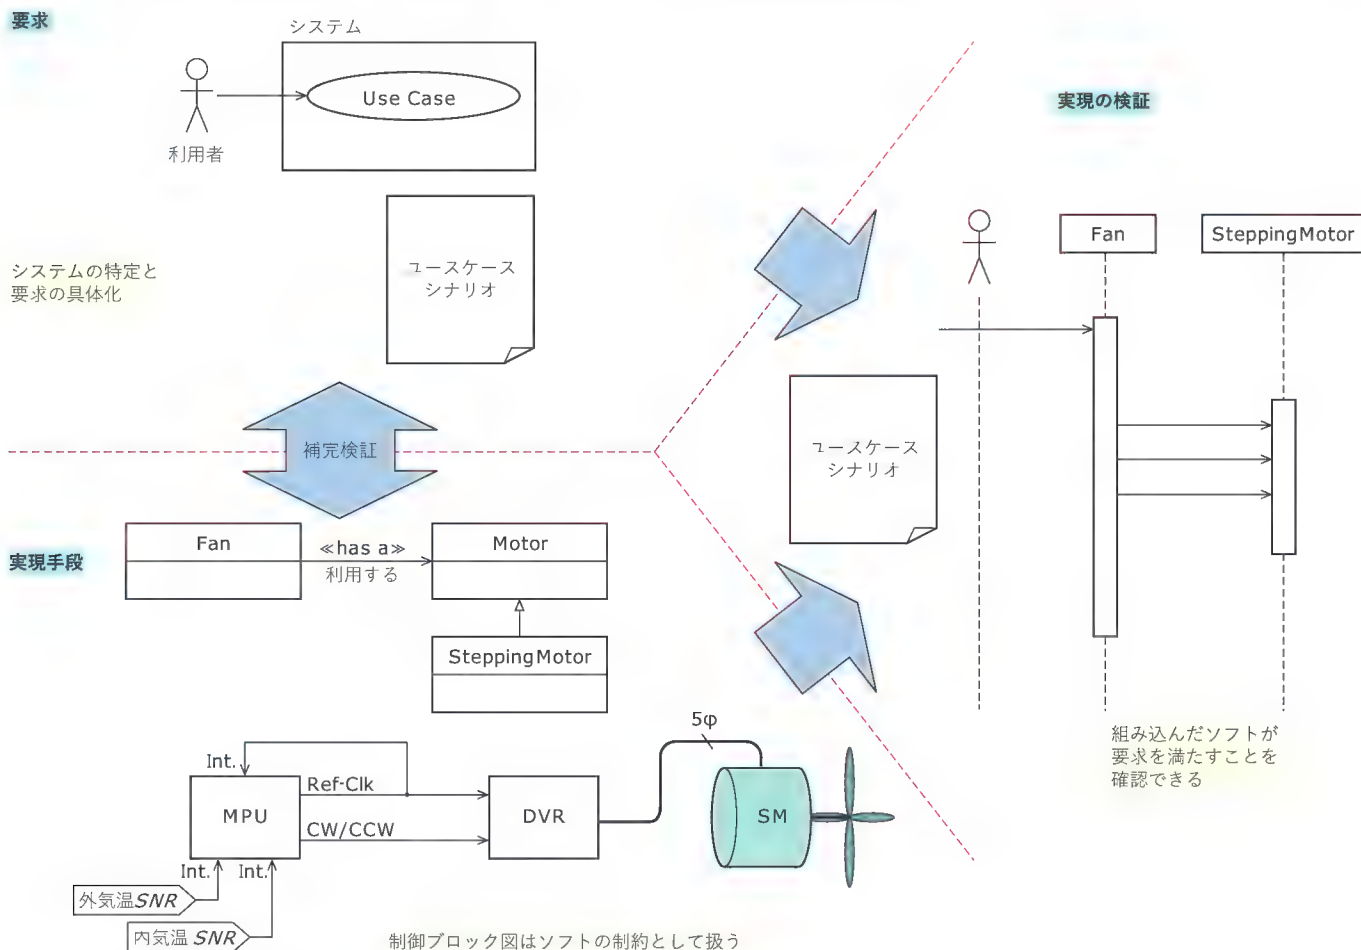 要求
システム
Use Case
利用者
システムの特定と
要求の具体化
ユースケース
シナリオ
補完検証
実現手段
Fan
≪has a≫
利用する
Motor
SteppingMotor
Int.
MPU
Ref-Clk
CW/CCW
DVR
5φ
SM
Int.
Int.
外気温SNR
内気温 SNR
制御ブロック図はソフトの制約として扱う
実現の検証
Fan
SteppingMotor
ユースケース
シナリオ
組み込んだソフトが
要求を満たすことを
確認できる